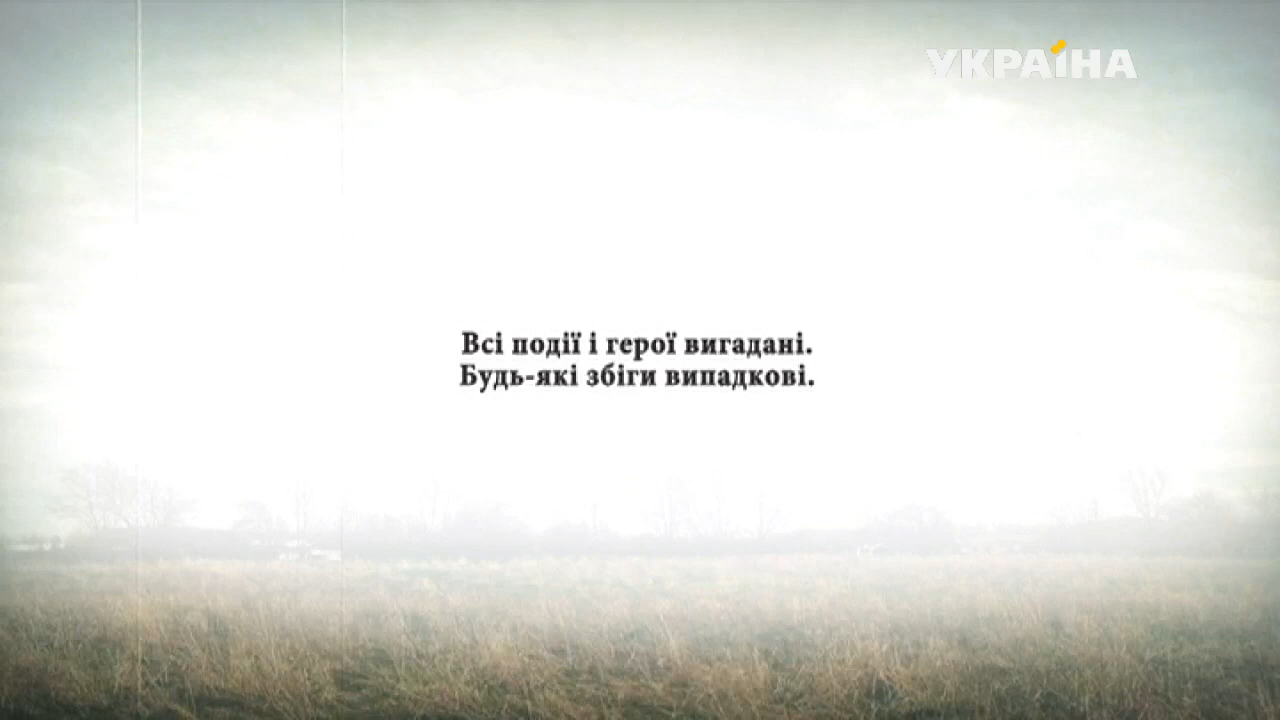 УКРАЇНА
Всі події і герої вигадані.
Будь-які збіги випадкові.